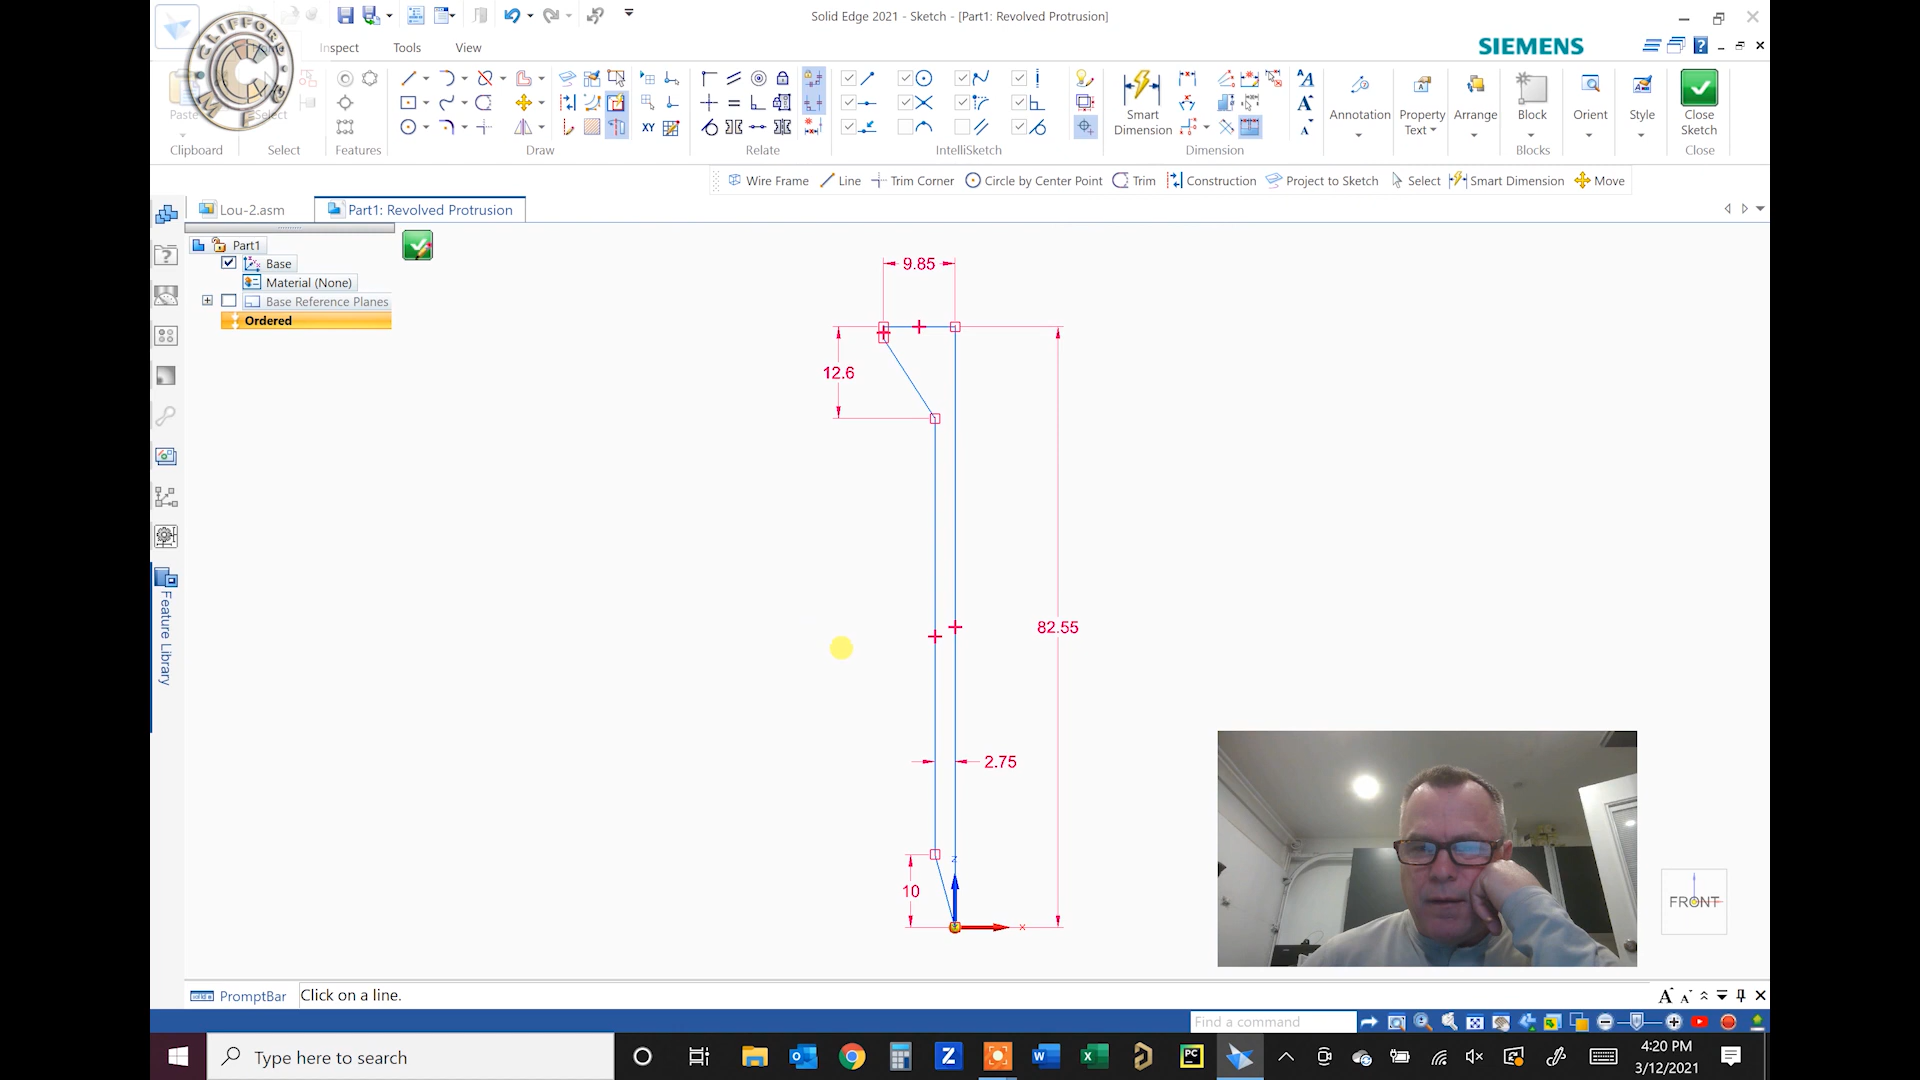 Solid Edge 2021 - Sketch - [Part1: Revolved Protrusion]
CLIFFORD
Inspect
Tools
View
SIEMENS
Paste
Select
XY
Smart
Dimension
Annotation
Property
Text
Arrange
Block
Orient
Style
Close
Sketch
Clipboard
Select
Features
Draw
Relate
IntelliSketch
Dimension
Blocks
Close
Wire Frame
Line
Trim Corner
Circle by Center Point
Trim
Construction
Project to Sketch
Select
Smart Dimension
Move
Lou-2.asm
Part1: Revolved Protrusion
Part1
Base
Material (None)
Base Reference Planes
Ordered
Feature Library
9.85
12.6
82.55
2.75
10
z
x
FRONT
PromptBar
Click on a line.
Find a command
Type here to search
4:20 PM
3/12/2021